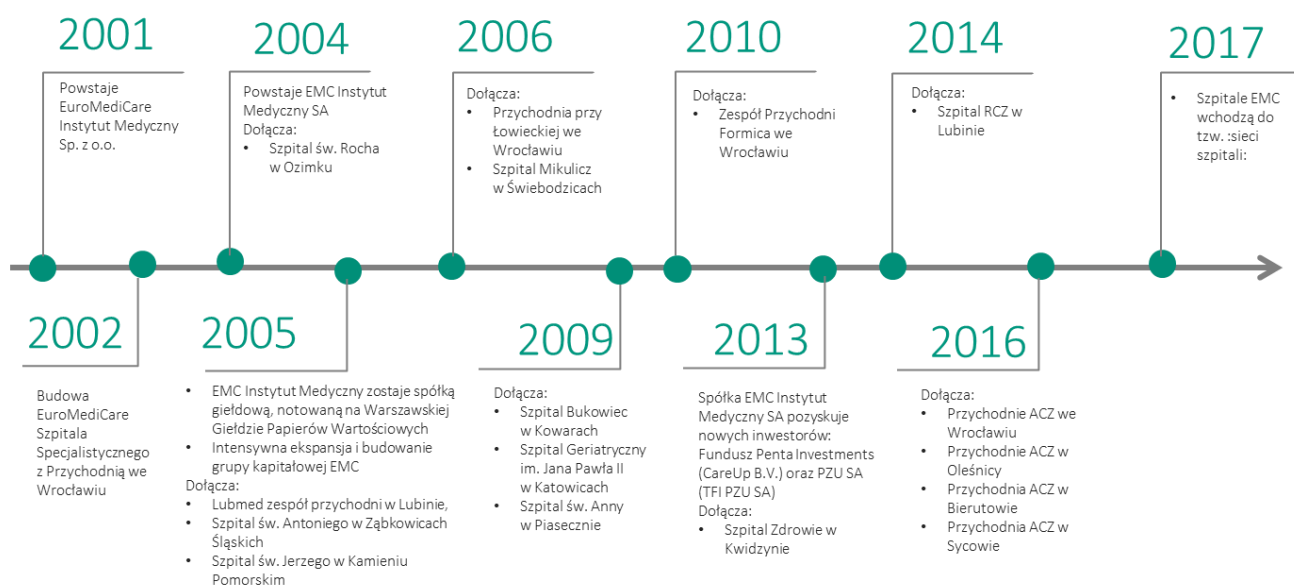 2001
Powstaje
EuroMediCare
Instytut Medyczny
Sp. z o.o.
2004
Powstaje EMC Instytut
Medyczny SA
Dołącza:
• Szpital św. Rocha
w Ozimku
2006
Dołącza:
• Przychodnia przy
Łowieckiej we
Wrocławiu
• Szpital Mikulicz
w Świebodzicach
2010
Dołącza:
• Zespół Przychodni
Formica we
Wrocławiu
2014
Dołącza:
• Szpital RCZ w
Lubinie
2017
• Szpitale EMC
wchodzą do
tzw. :sieci
szpitali:
2002
Budowa
EuroMediCare
Szpitala
Specjalistycznego
z Przychodnią we
Wrocławiu
2005
• EMC Instytut Medyczny zostaje spółką
giełdową, notowaną na Warszawskiej
Giełdzie Papierów Wartościowych
• Intensywna ekspansja i budowanie
grupy kapitałowej EMC
Dołącza:
• Lubmed zespół przychodni w Lubinie,
• Szpital św. Antoniego w Ząbkowicach
Śląskich
• Szpital św. Jerzego w Kamieniu
Pomorskim
2009
Dołącza:
• Szpital Bukowiec
w Kowarach
• Szpital Geriatryczny
im. Jana Pawła II
w Katowicach
• Szpital św. Anny
w Piasecznie
2013
Spółka EMC Instytut
Medyczny SA pozyskuje
nowych inwestorów:
Fundusz Penta Investments
(CareUp B.V.) oraz PZU SA
(TFI PZU SA)
Dołącza:
• Szpital Zdrowie w
Kwidzynie
2016
Dołącza:
• Przychodnie ACZ we
Wrocławiu
• Przychodnie ACZ w
Oleśnicy
• Przychodnia ACZ w
Bierutowie
• Przychodnia ACZ w
Sycowie